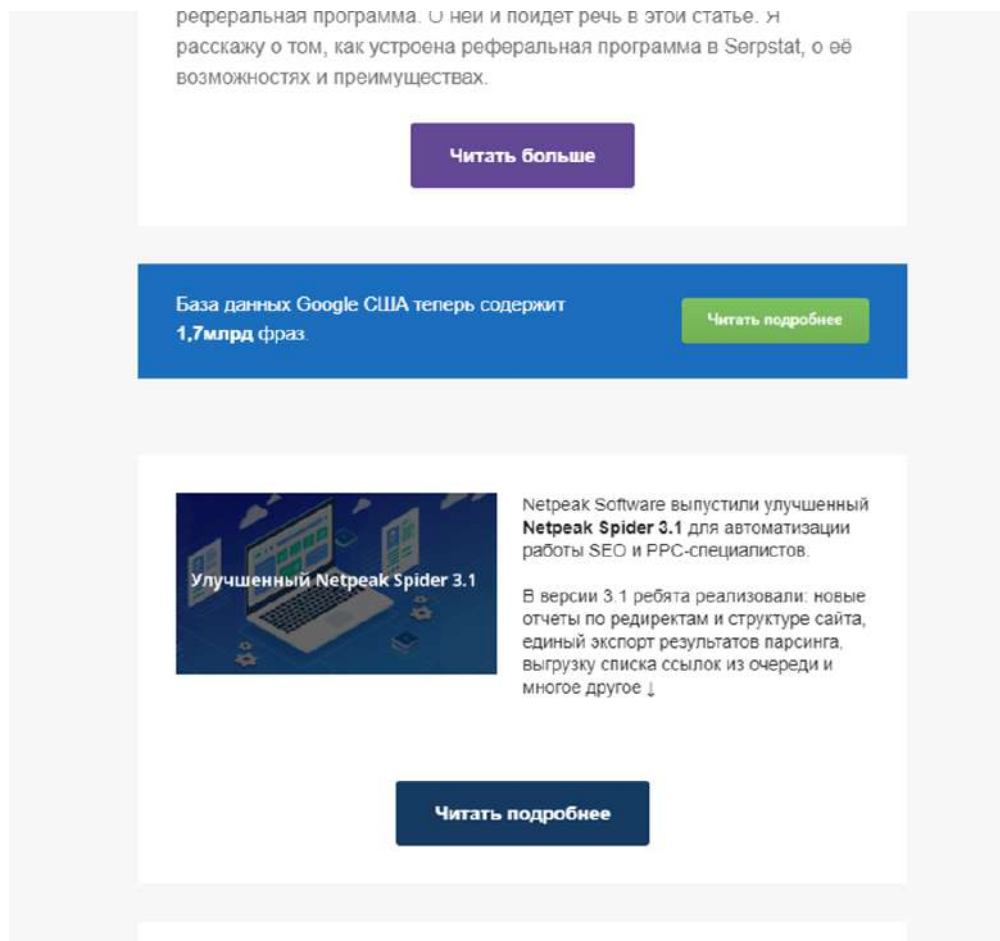 реферальная программа. О ней и пойдет речь в этой статье. Я
расскажу о том, как устроена реферальная программа в Serpstat, о её
возможностях и преимуществах.
Читать больше
База данных Google США теперь содержит
1,7млрд фраз.
Читать подробнее
Улучшенный Netpeak Spider 3.1
Netpeak Software выпустили улучшенный
Netpeak Spider 3.1 для автоматизации
работы SEO и PPC-специалистов.
В версии 3.1 ребята реализовали: новые
отчеты по редиректам и структуре сайта,
единый экспорт результатов парсинга,
выгрузку списка ссылок из очереди и
многое другое ↓
Читать подробнее